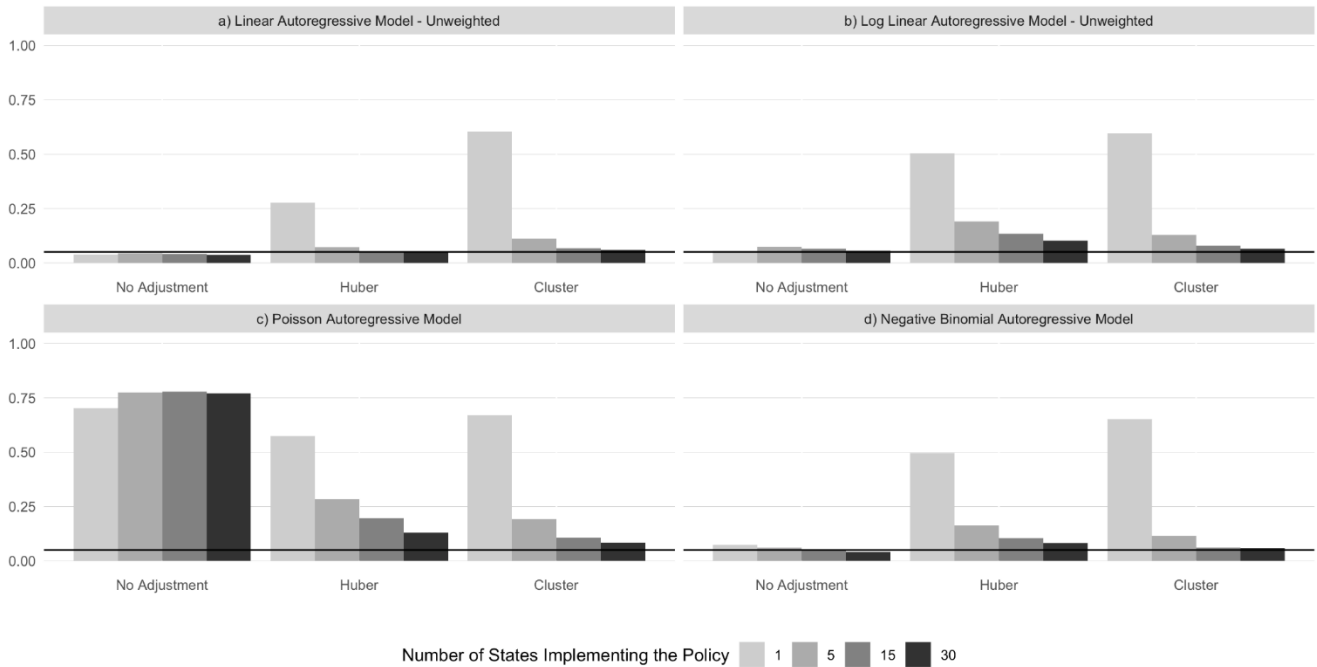 a) Linear Autoregressive Model - Unweighted
b) Log Linear Autoregressive Model - Unweighted
1.00
0.75
0.50
0.25
0.00
No Adjustment Huber Cluster
No Adjustment Huber Cluster
c) Poisson Autoregressive Model
d) Negative Binomial Autoregressive Model
1.00
0.75
0.50
0.25
0.00
No Adjustment Huber Cluster
No Adjustment Huber Cluster
Number of States Implementing the Policy 1 5 15 30